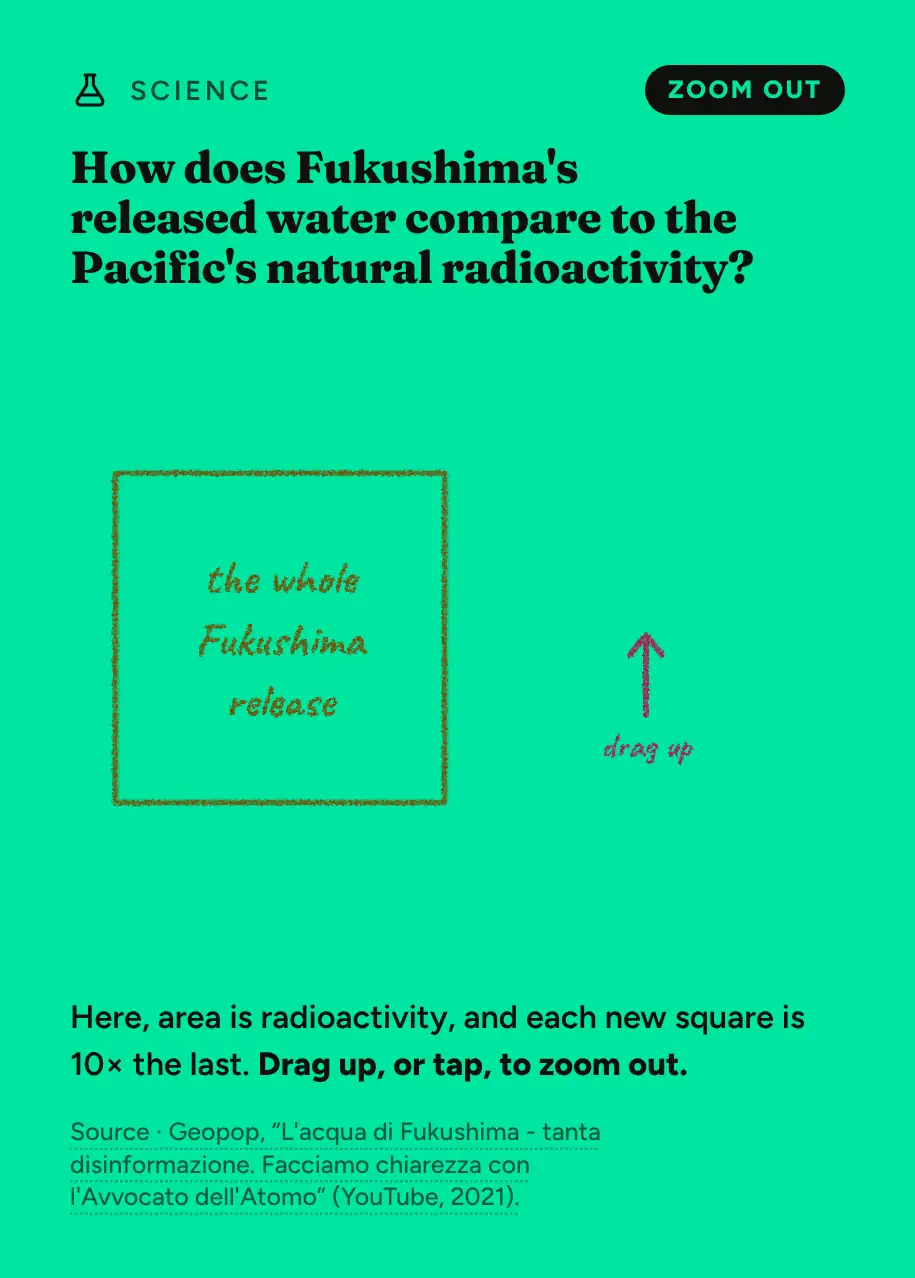 SCIENCE
ZOOM OUT
How does Fukushima's
released water compare to the
Pacific's natural radioactivity?
the whole
Fukushima
release
drag up
Here, area is radioactivity, and each new square is
10× the last. Drag up, or tap, to zoom out.
Source · Geopop, “L'acqua di Fukushima - tanta
disinformazione. Facciamo chiarezza con
l'Avvocato dell'Atomo” (YouTube, 2021).